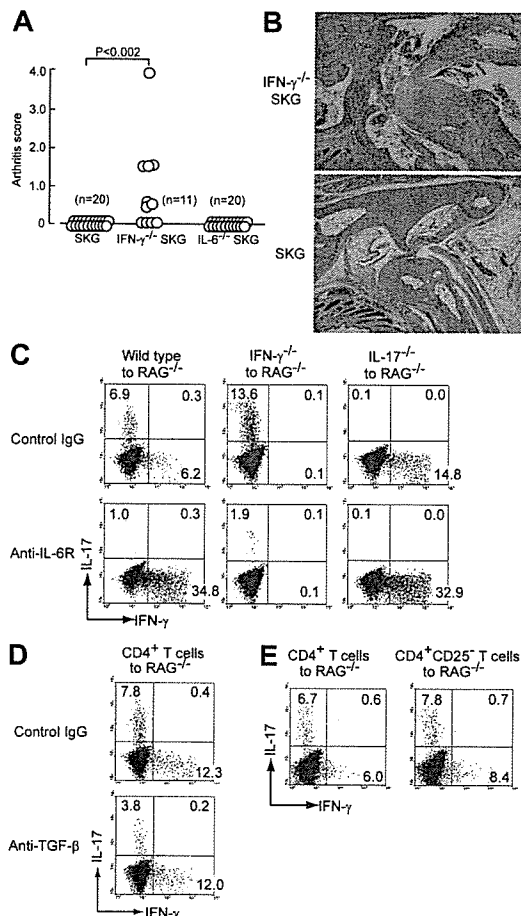 A
P<0.002
4.0
3.0
2.0
1.0
0
Arthritis score
(n=20)
(n=11)
(n=20)
SKG
IFN-γ-/- SKG
IL-6-/- SKG
B
IFN-γ-/-
SKG
SKG
C
Wild type
to RAG-/-
IFN-γ-/-
to RAG-/-
IL-17-/-
to RAG-/-
Control IgG
6.9
0.3
6.2
13.6
0.1
0.1
0.1
0.0
14.8
Anti-IL-6R
1.0
0.3
34.8
1.9
0.1
0.1
0.1
0.0
32.9
IL-17
IFN-γ
D
CD4+ T cells
to RAG-/-
Control IgG
7.8
0.4
12.3
Anti-TGF-β
3.8
0.2
12.0
IL-17
IFN-γ
E
CD4+ T cells
to RAG-/-
CD4+CD25- T cells
to RAG-/-
6.7
0.6
6.0
7.8
0.7
8.4
IL-17
IFN-γ